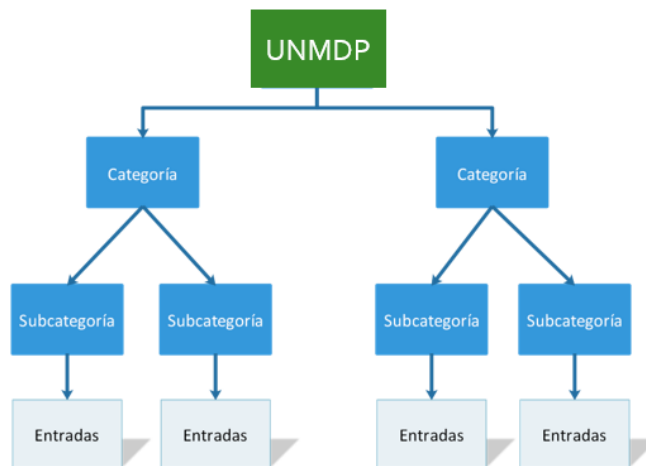 UNMDP
Categoría
Categoría
Subcategoría
Subcategoría
Subcategoría
Subcategoría
Entradas
Entradas
Entradas
Entradas